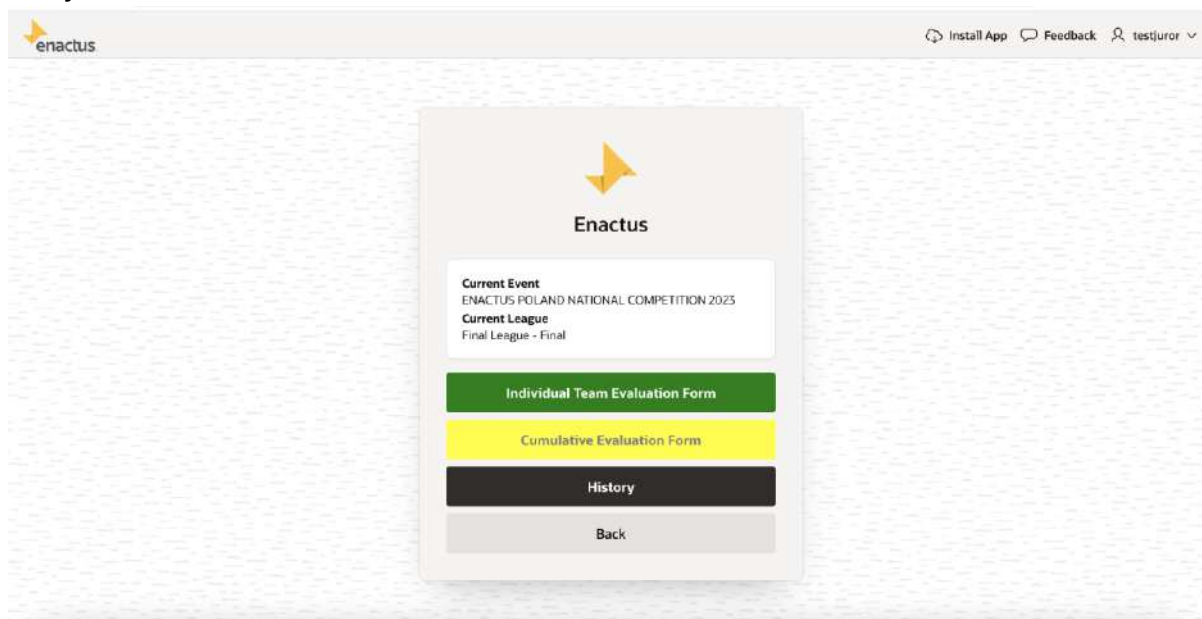 enactus
Install App Feedback testjuror
Enactus
Current Event
ENACTUS POLAND NATIONAL COMPETITION 2023
Current League
Final League - Final
Individual Team Evaluation Form
Cumulative Evaluation Form
History
Back